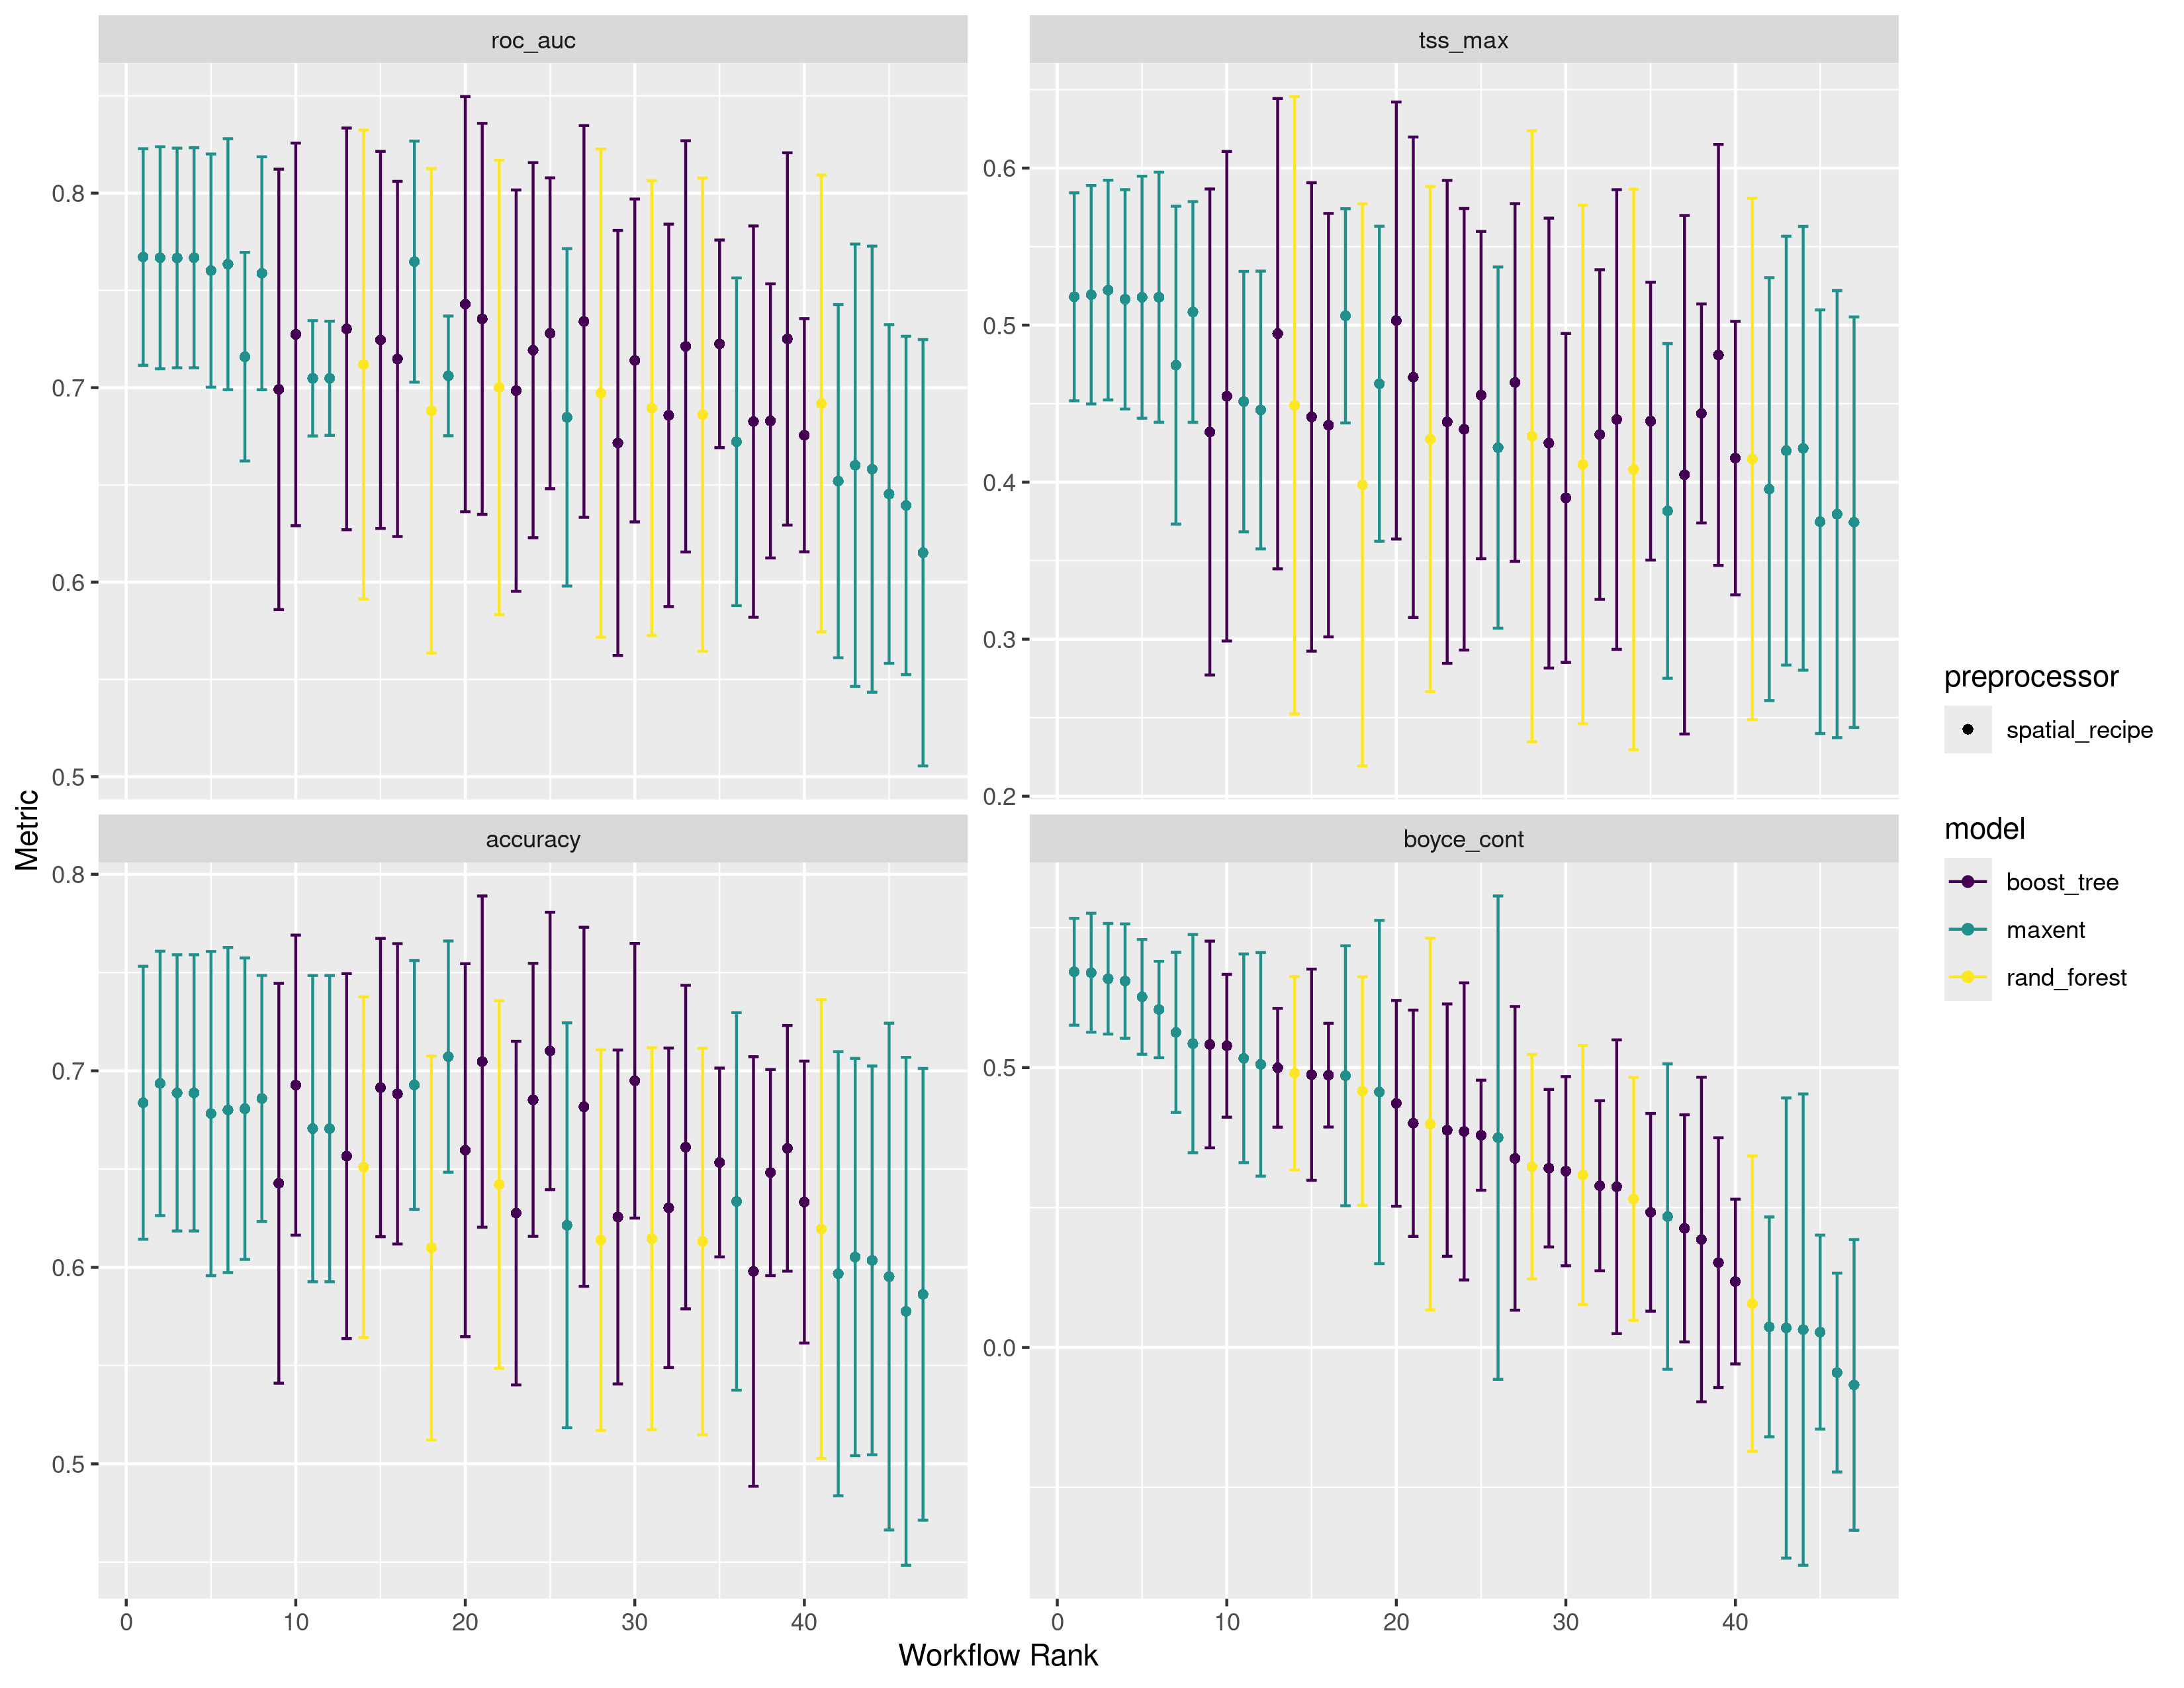 roc_auc
tss_max
0.8
0.7
0.6
0.5
0.6
0.5
0.4
0.3
0.2
Metric
accuracy
boyce_cont
0.8
0.7
0.6
0.5
0.5
0.0
0 10 20 30 40
0 10 20 30 40
Workflow Rank
preprocessor
spatial_recipe
model
boost_tree
maxent
rand_forest